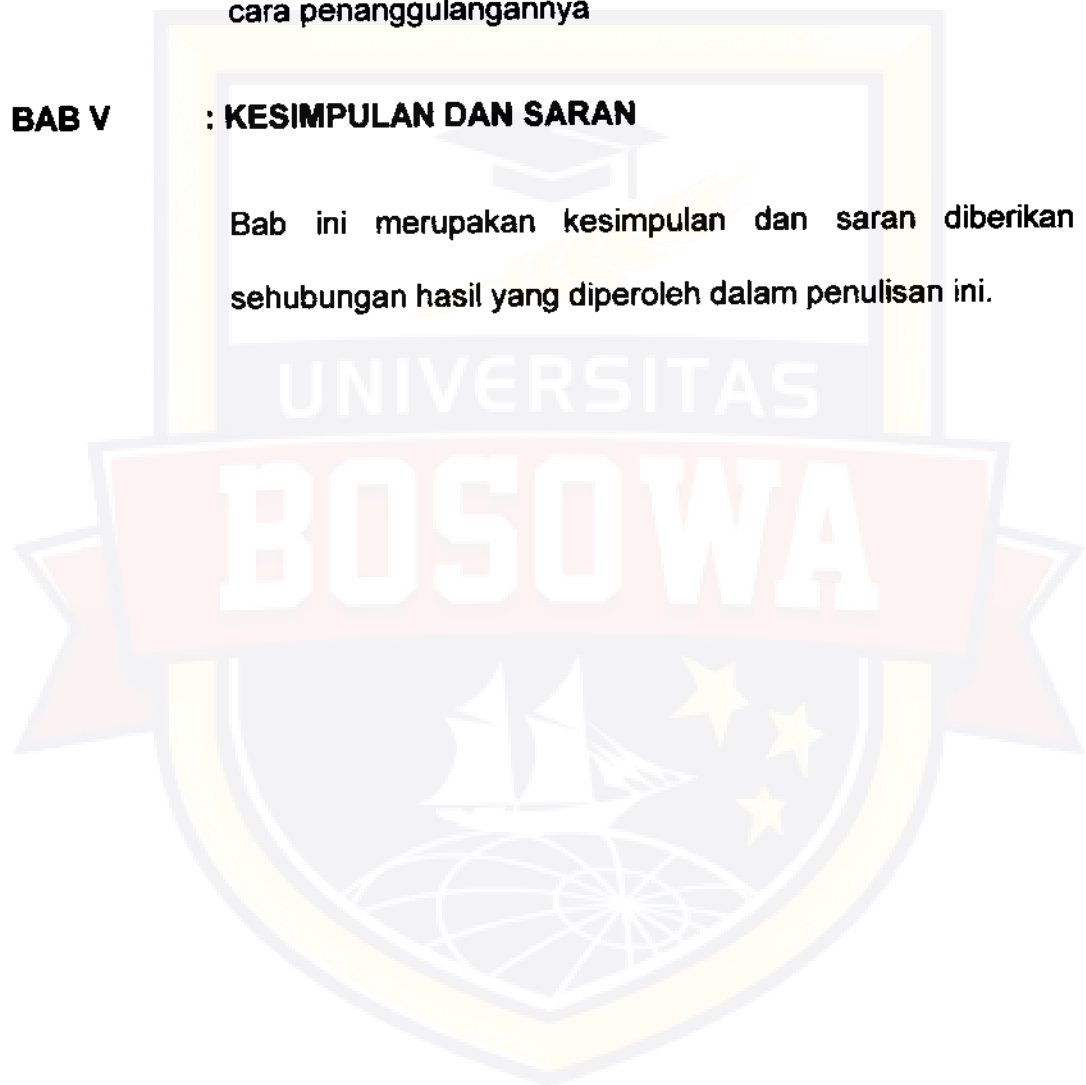 cara penanggulangannya
BAB V : KESIMPULAN DAN SARAN
Bab ini merupakan kesimpulan dan saran diberikan
sehubungan hasil yang diperoleh dalam penulisan ini.
UNIVERSITAS
BOSOWA